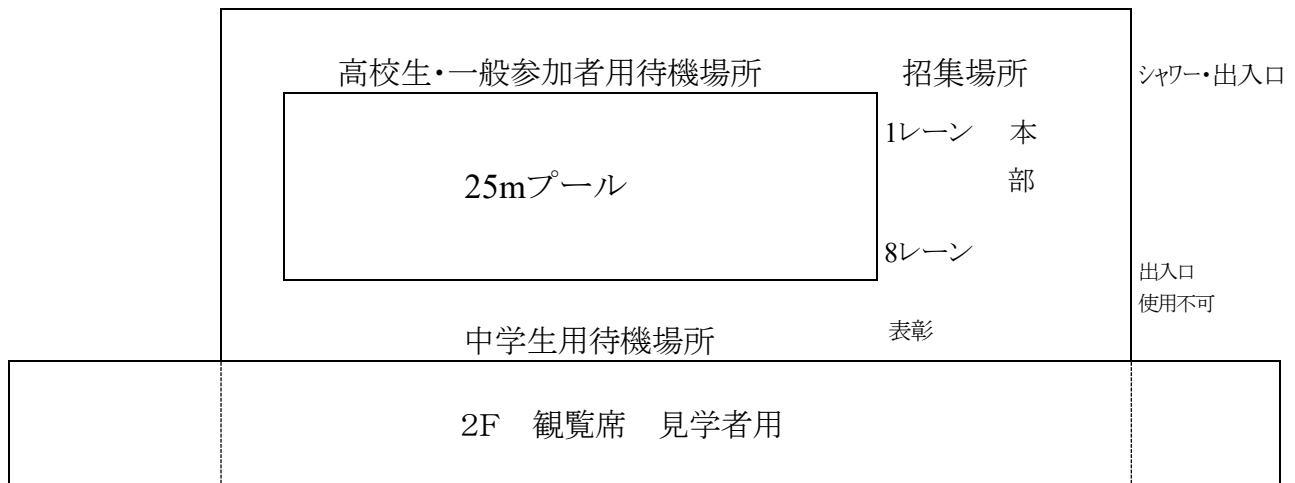 高校生・一般参加者用待機場所 招集場所 シャワー・出入口
1レーン 本
25mプール 部
8レーン
出入口
使用不可
中学生用待機場所 表彰
2F 観覧席 見学者用